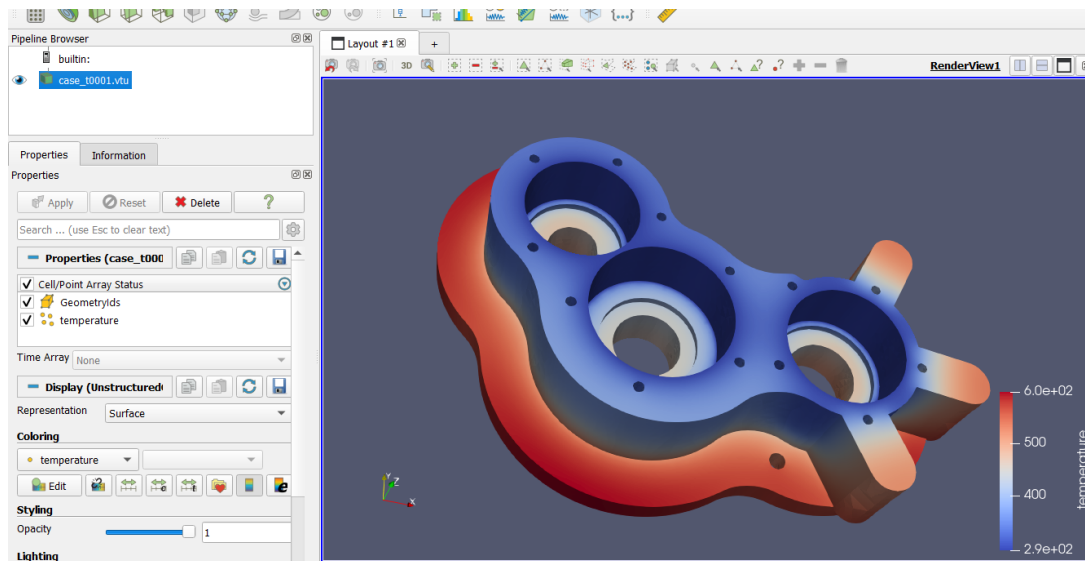 {...}
Pipeline Browser
builtin:
case_t0001.vtu
Properties
Information
Properties
Apply
Reset
Delete
?
Search ... (use Esc to clear text)
Properties (case_t000
Cell/Point Array Status
GeometryIds
temperature
Time Array
None
Display (Unstructured
Representation
Surface
Coloring
temperature
Edit
Styling
Opacity
1
Lighting
Layout #1
+
3D
RenderView1
6.0e+02
500
400
2.9e+02
temperature
Y
Z
X